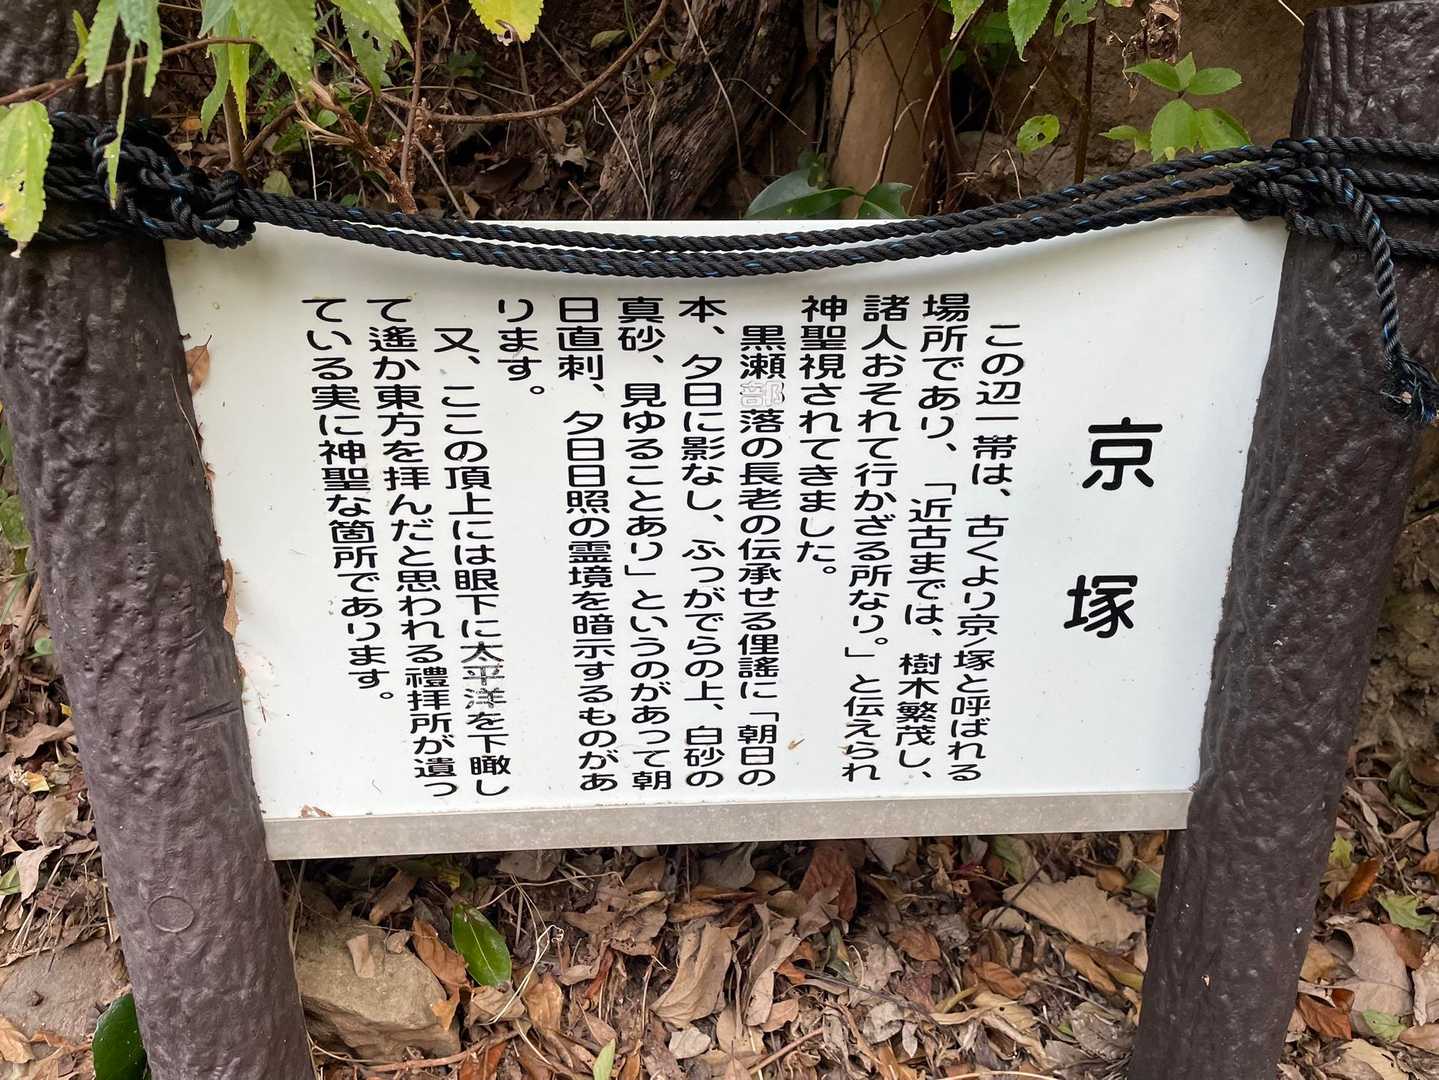 京塚
この辺一帯は、古くより京ノ塚と呼ばれる
場所であり、「近古までは、樹木繁茂し、
諸人おそれて行かざる所なり。」と伝えられ
神聖視されてきました。
黒瀬部落の長老の伝承せる俚謠に「朝日の
本、夕日に影なし、ふっがでらの上、白砂の
真砂、見ゆることあり」というのがあって朝
日直刺、夕日日照の霊境を暗示するものがあ
ります。
又、ここの頂上には眼下に太平洋を下瞰し
て遙か東方を拝んだと思われる禮拝所が遺っ
ている実に神聖な箇所であります。